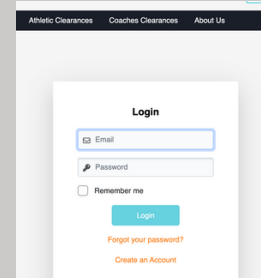 Athletic Clearances Coaches Clearances About Us
Login
Email
Password
Remember me
Login
Forgot your password?
Create an Account